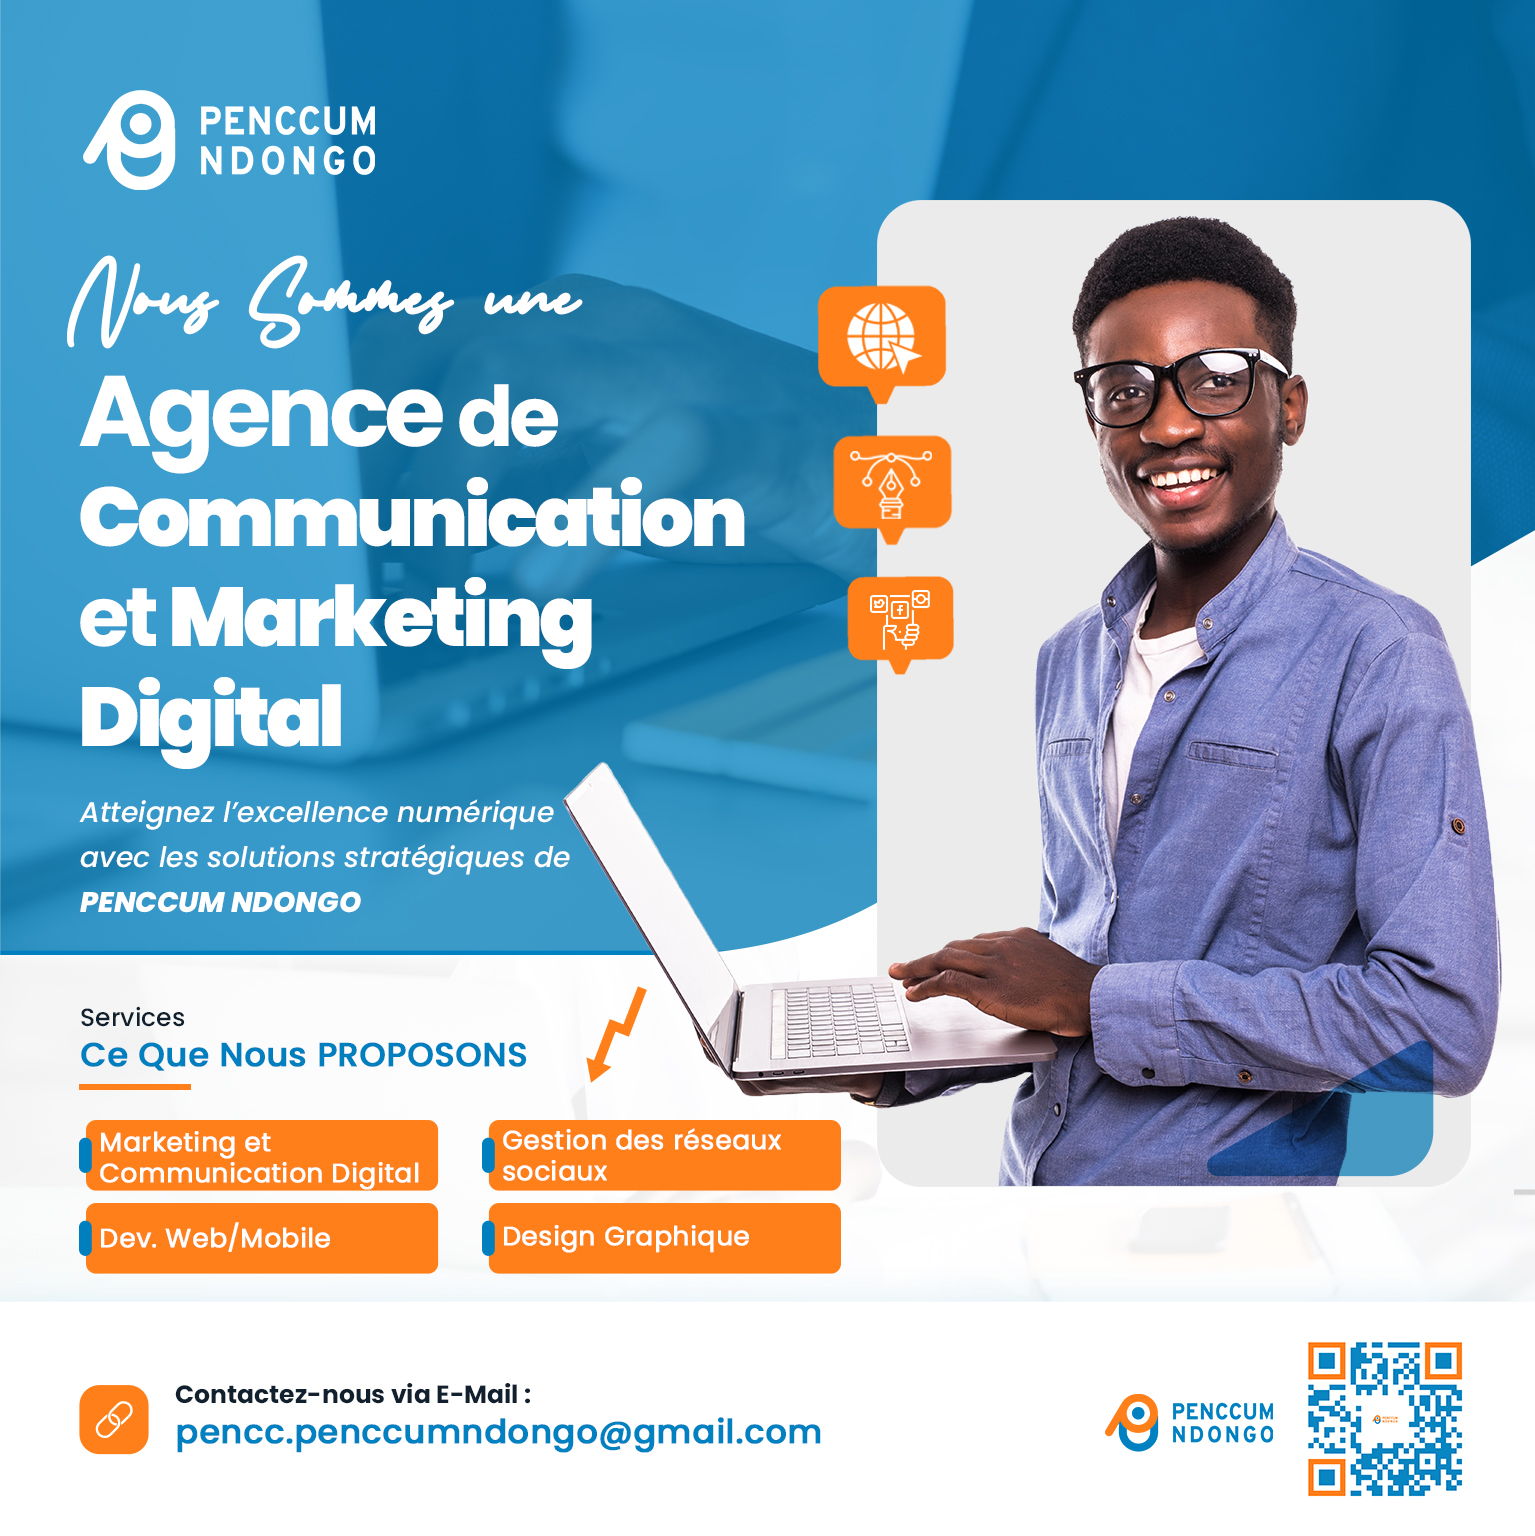 PENCCUM
NDONGO
Nous Sommes une
Agence de
Communication
et Marketing
Digital
Atteignez l’excellence numérique
avec les solutions stratégiques de
PENCCUM NDONGO
Services
Ce Que Nous PROPOSONS
Marketing et
Communication Digital
Gestion des réseaux
sociaux
Dev. Web/Mobile
Design Graphique
Contactez-nous via E-Mail :
pencc.penccumndongo@gmail.com
PENCCUM
NDONGO